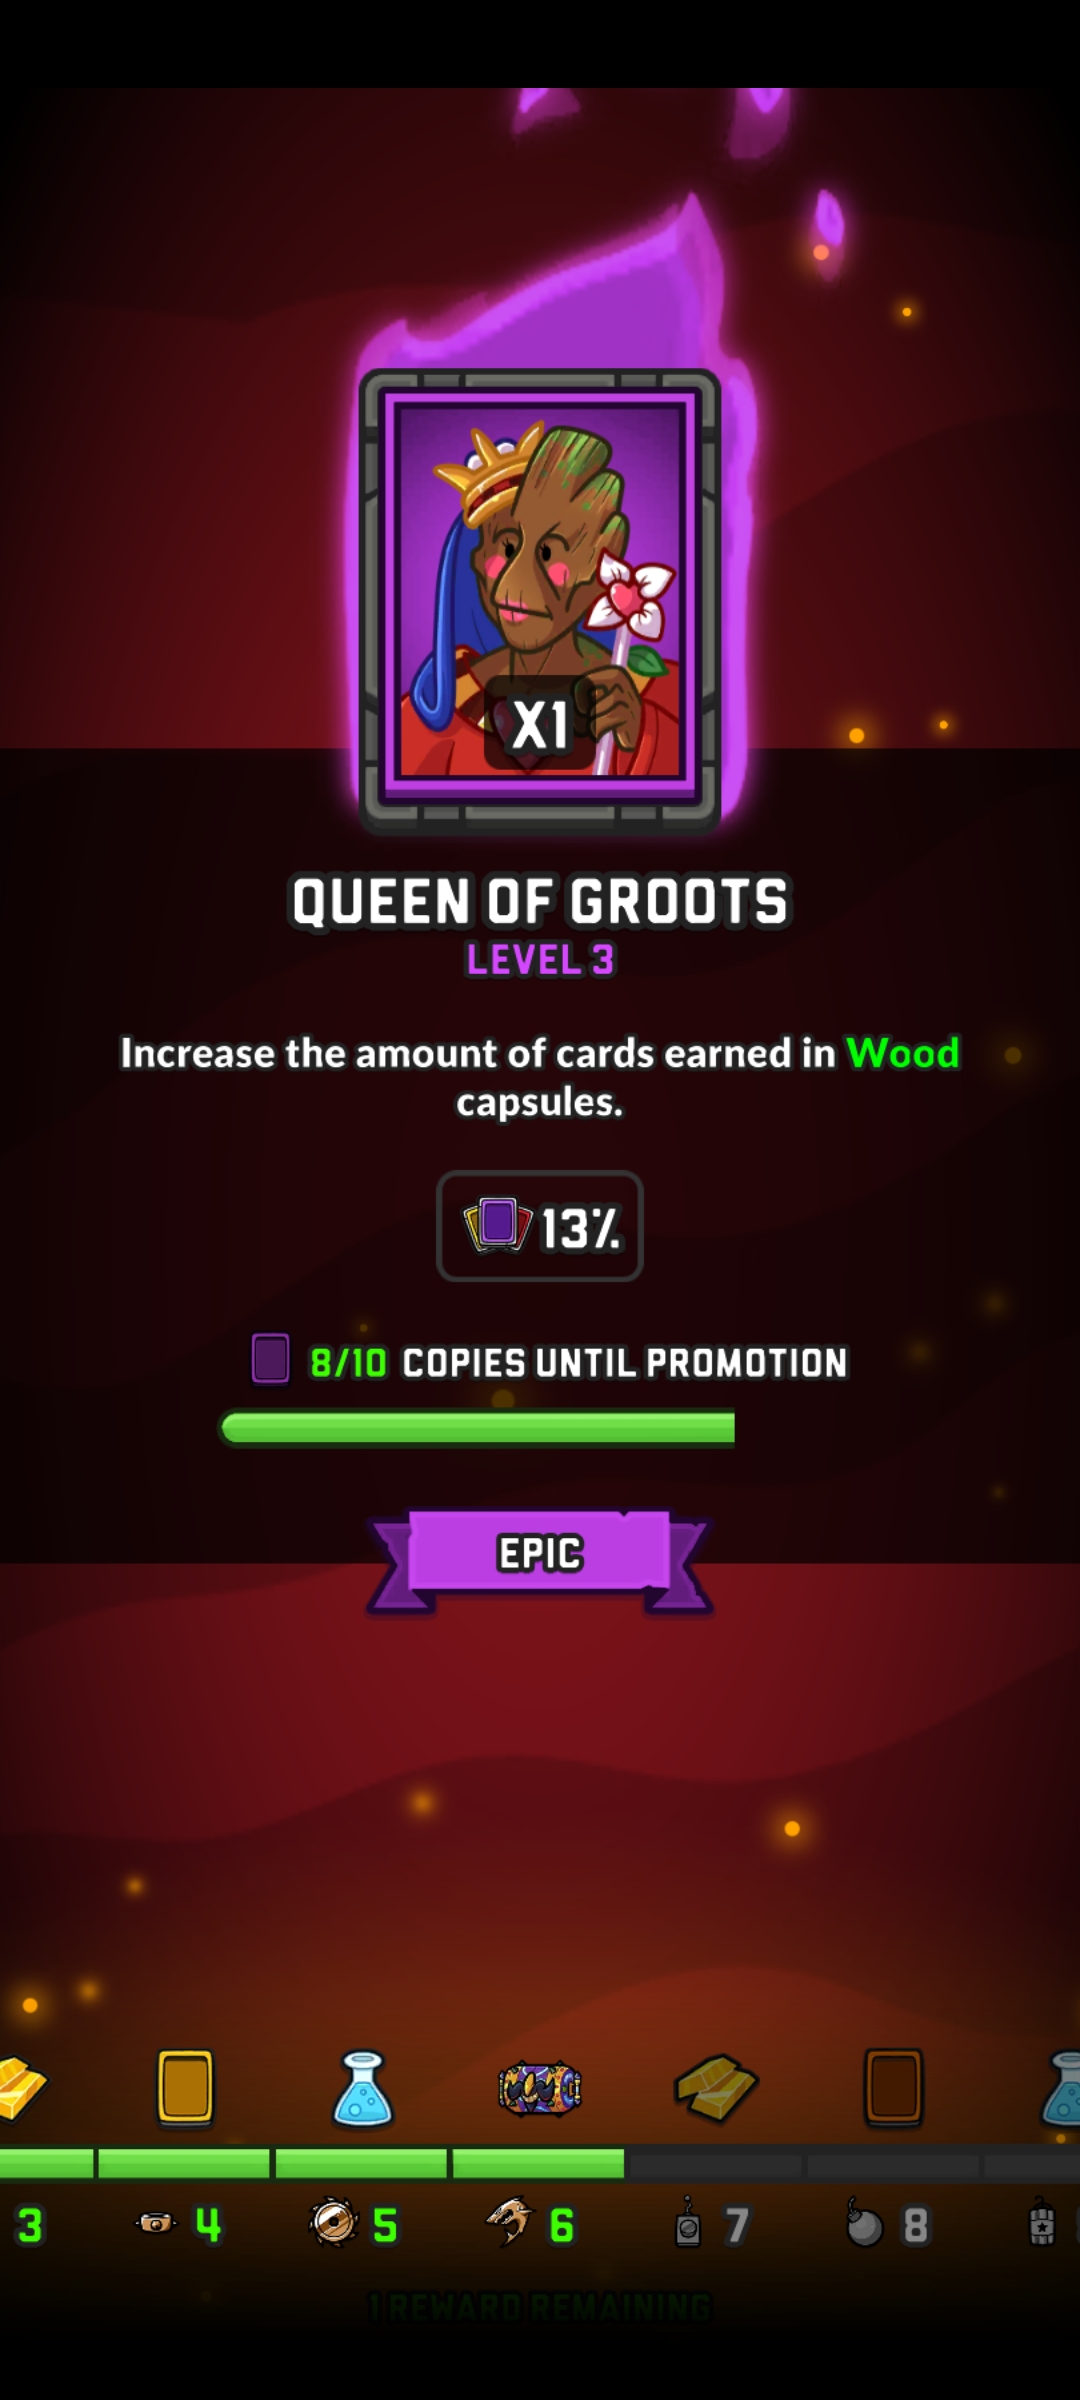 X1
QUEEN OF GROOTS
LEVEL 3
Increase the amount of cards earned in Wood
capsules.
13%
8/10 COPIES UNTIL PROMOTION
EPIC
3 4 5 6 7 8
1 REWARD REMAINING